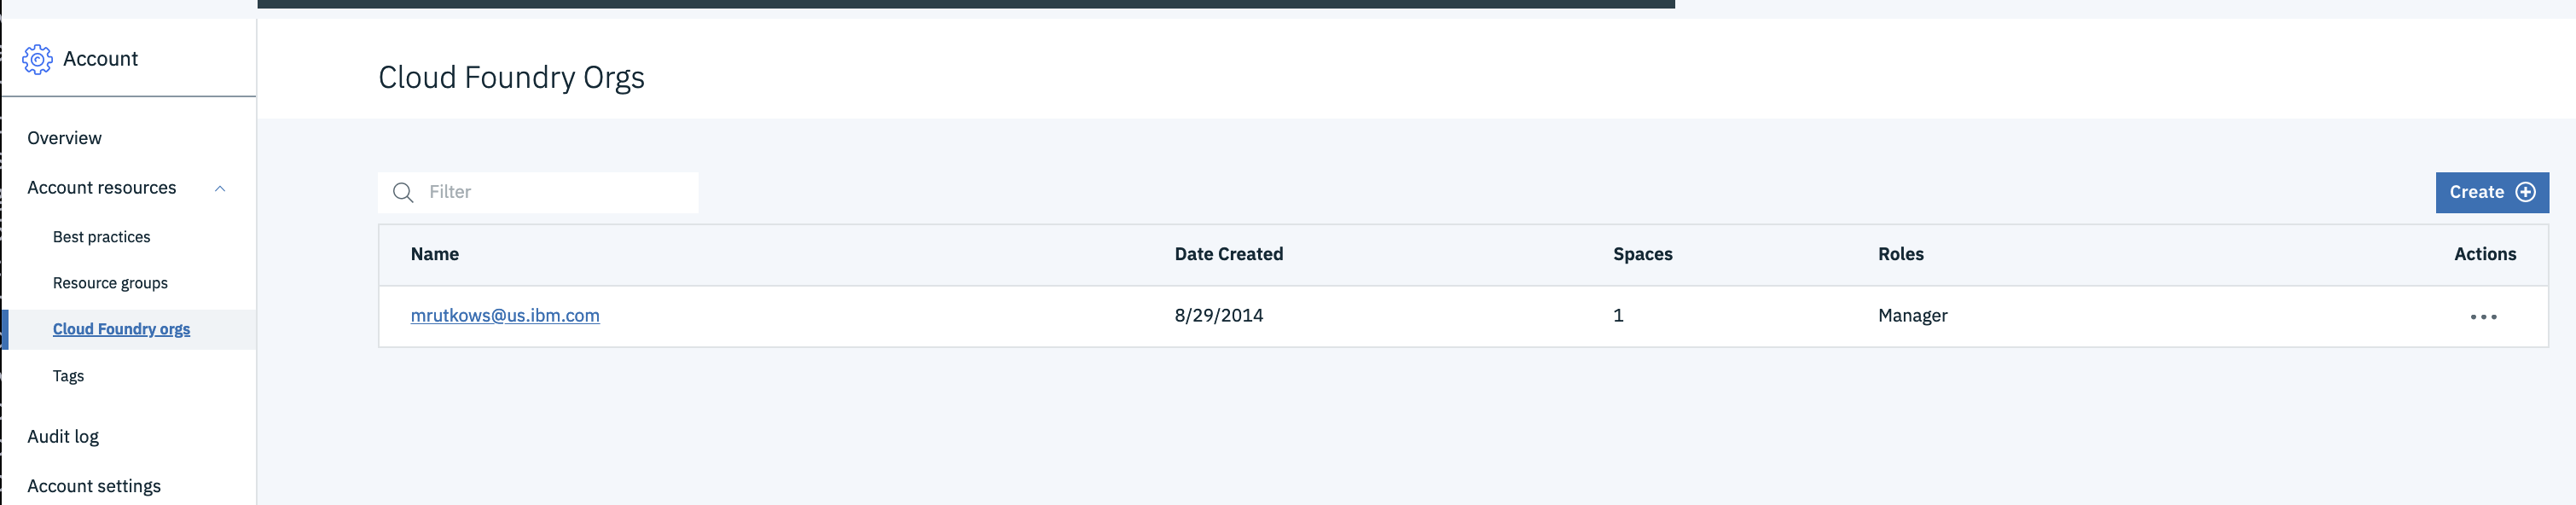 Account
Overview
Account resources
Best practices
Resource groups
Cloud Foundry orgs
Tags
Audit log
Account settings
Cloud Foundry Orgs
Filter
Create
Name Date Created Spaces Roles Actions
mrutkows@us.ibm.com 8/29/2014 1 Manager